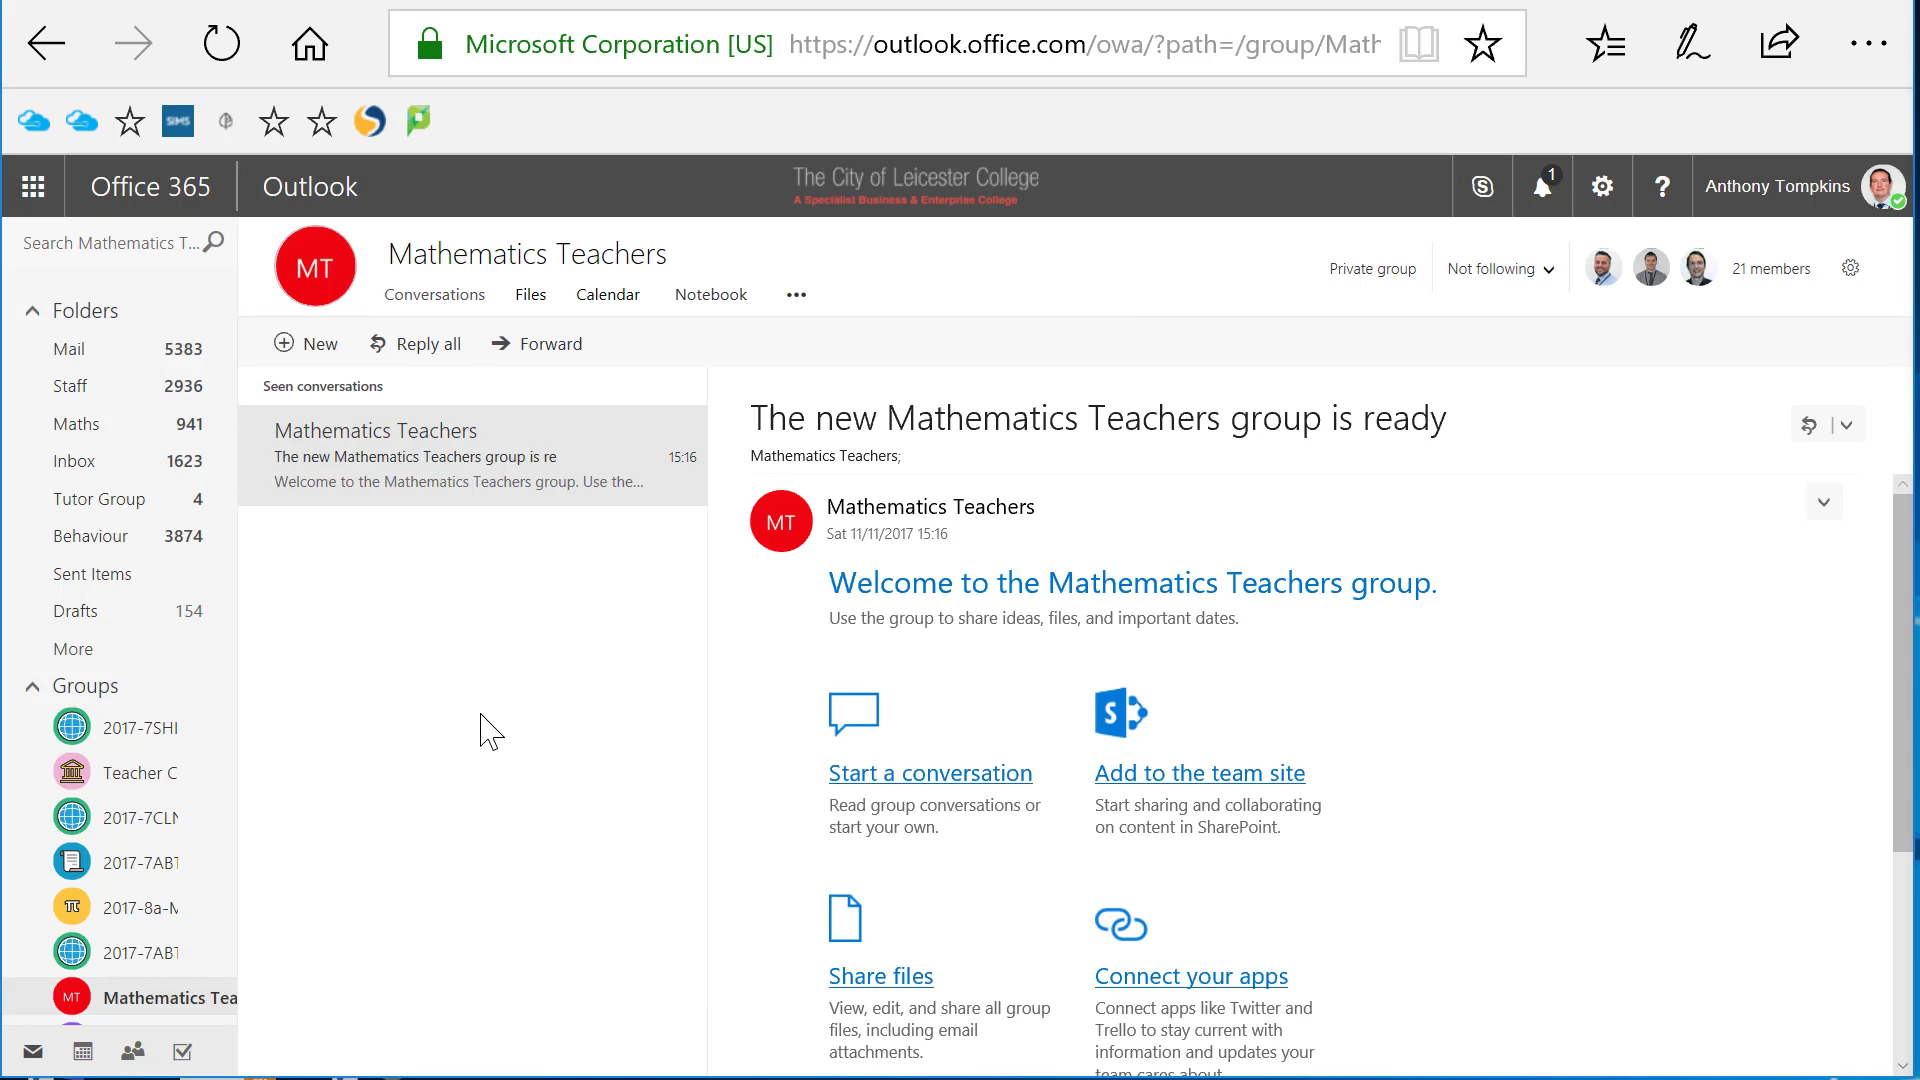 Microsoft Corporation [US] https://outlook.office.com/owa/?path=/group/Math
SIMS
Office 365 Outlook The City of Leicester College 1 Anthony Tompkins
A Specialist Business & Enterprise College
Search Mathematics T...
MT Mathematics Teachers
Conversations Files Calendar Notebook •••
Private group Not following 21 members
New Reply all Forward
Folders
Mail 5383
Staff 2936
Maths 941
Inbox 1623
Tutor Group 4
Behaviour 3874
Sent Items
Drafts 154
More
Groups
2017-7SHI
Teacher C
2017-7CLN
2017-7ABT
2017-8a-M
2017-7ABT
MT Mathematics Tea
Seen conversations
Mathematics Teachers
The new Mathematics Teachers group is re 15:16
Welcome to the Mathematics Teachers group. Use the...
The new Mathematics Teachers group is ready
Mathematics Teachers;
MT Mathematics Teachers
Sat 11/11/2017 15:16
Welcome to the Mathematics Teachers group.
Use the group to share ideas, files, and important dates.
Start a conversation
Read group conversations or
start your own.
Add to the team site
Start sharing and collaborating
on content in SharePoint.
Share files
View, edit, and share all group
files, including email
attachments.
Connect your apps
Connect apps like Twitter and
Trello to stay current with
information and updates your
team cares about